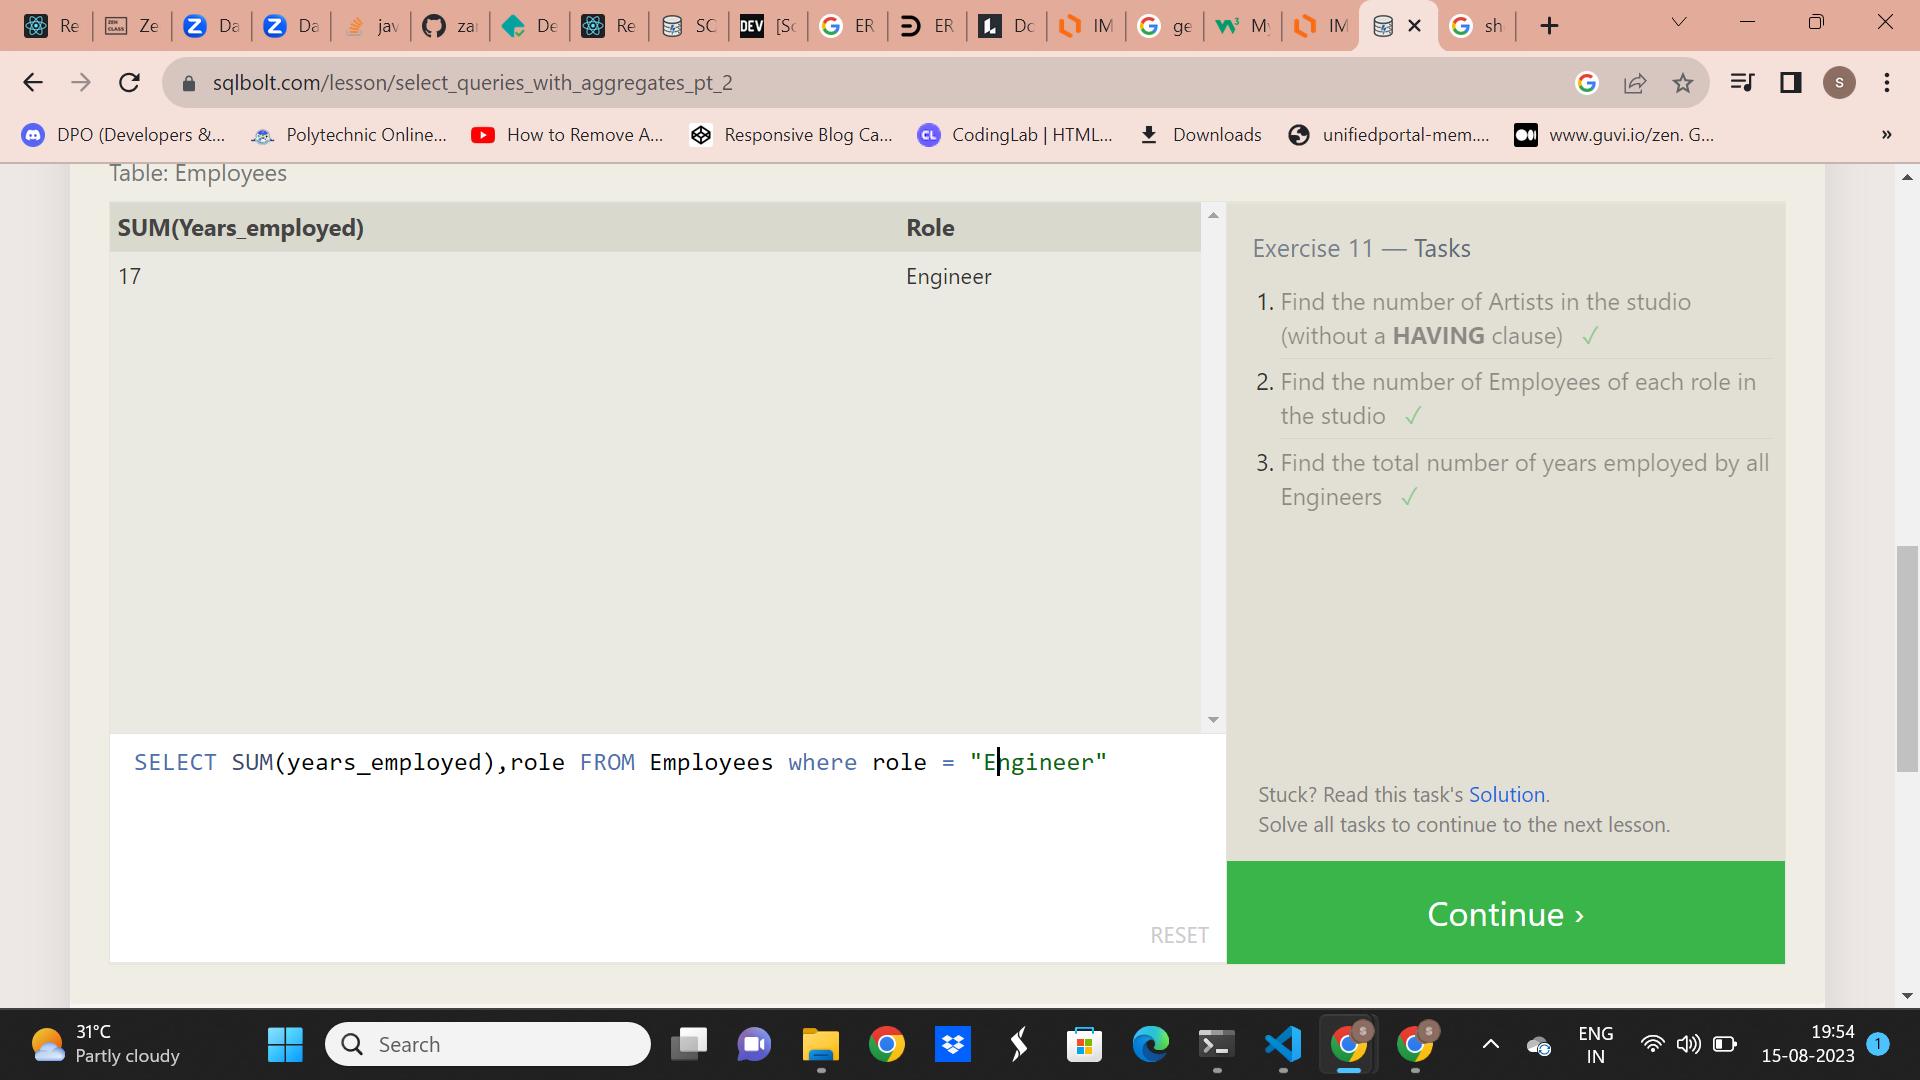 Re
Ze
Da
Da
jav
zar
De
Re
SC
[Sc
ER
ER
Do
IM
ge
My
IM
sh
sqlbolt.com/lesson/select_queries_with_aggregates_pt_2
S
DPO (Developers &...
Polytechnic Online...
How to Remove A...
Responsive Blog Ca...
CodingLab | HTML...
Downloads
unifiedportal-mem....
www.guvi.io/zen. G...
»
Table: Employees
SUM(Years_employed) Role
17 Engineer
Exercise 11 — Tasks
1. Find the number of Artists in the studio
(without a HAVING clause) ✓
2. Find the number of Employees of each role in
the studio ✓
3. Find the total number of years employed by all
Engineers ✓
SELECT SUM(years_employed),role FROM Employees where role = "Engineer"
RESET
Stuck? Read this task's Solution.
Solve all tasks to continue to the next lesson.
Continue ›
31°C
Partly cloudy
Search
ENG
IN
19:54
15-08-2023
1